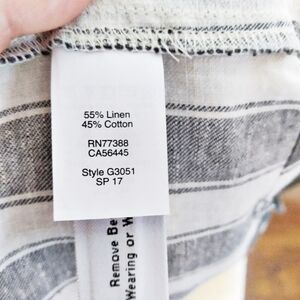 55% Linen
45% Cotton
RN77388
CA56445
Style G3051
SP 17
Remove Be
Wearing or W